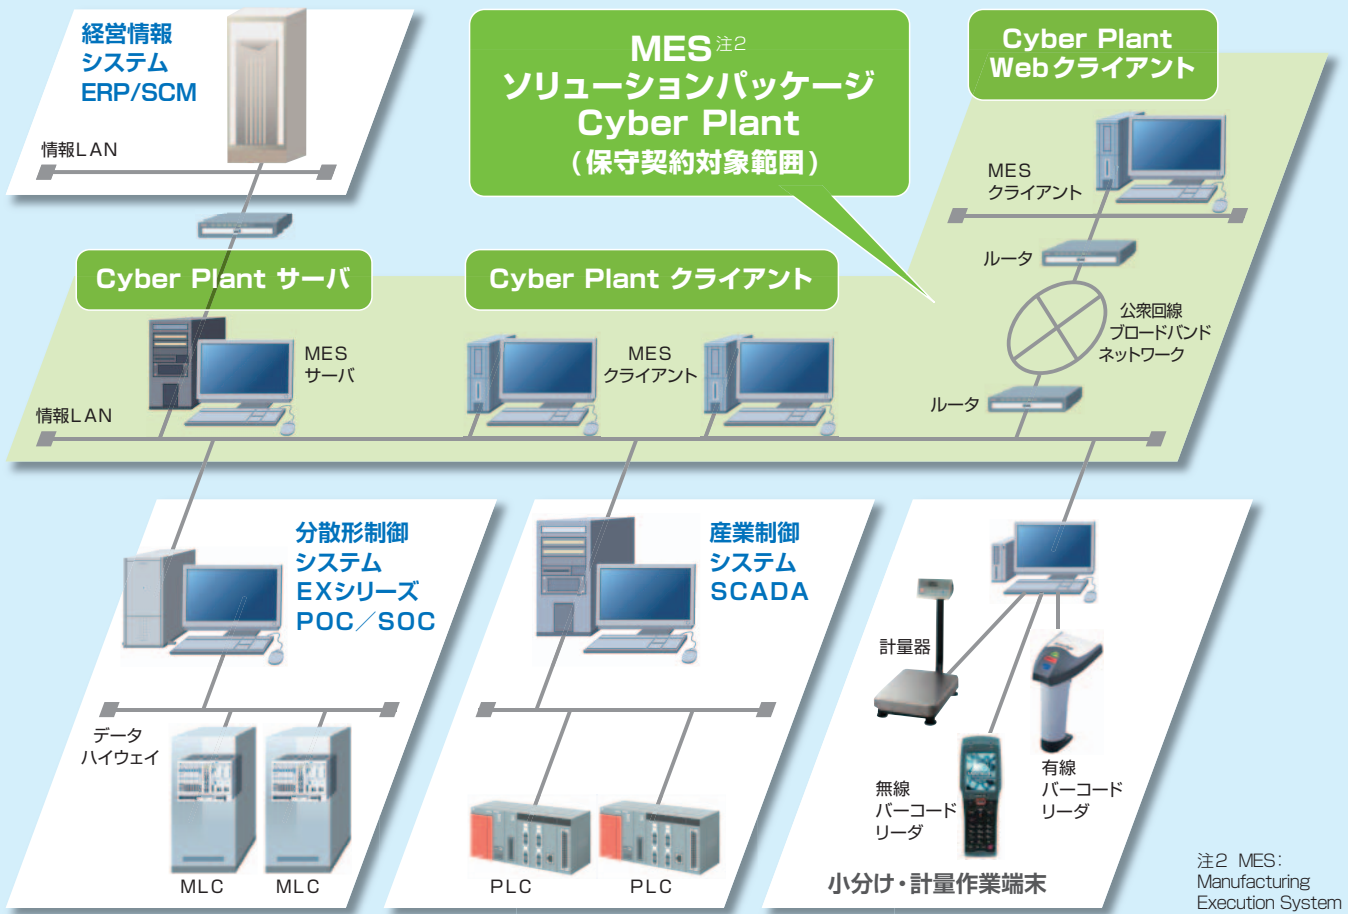 経営情報
システム
ERP/SCM
情報LAN
MES注2
ソリューションパッケージ
Cyber Plant
(保守契約対象範囲)
Cyber Plant
Webクライアント
MES
クライアント
ルータ
公衆回線
ブロードバンド
ネットワーク
ルータ
Cyber Plant サーバ
Cyber Plant クライアント
MES
サーバ
MES
クライアント
情報LAN
分散形制御
システム
EXシリーズ
POC/SOC
データ
ハイウェイ
MLC
MLC
産業制御
システム
SCADA
PLC
PLC
計量器
無線
バーコード
リーダ
有線
バーコード
リーダ
小分け・計量作業端末
注2 MES:
Manufacturing
Execution System